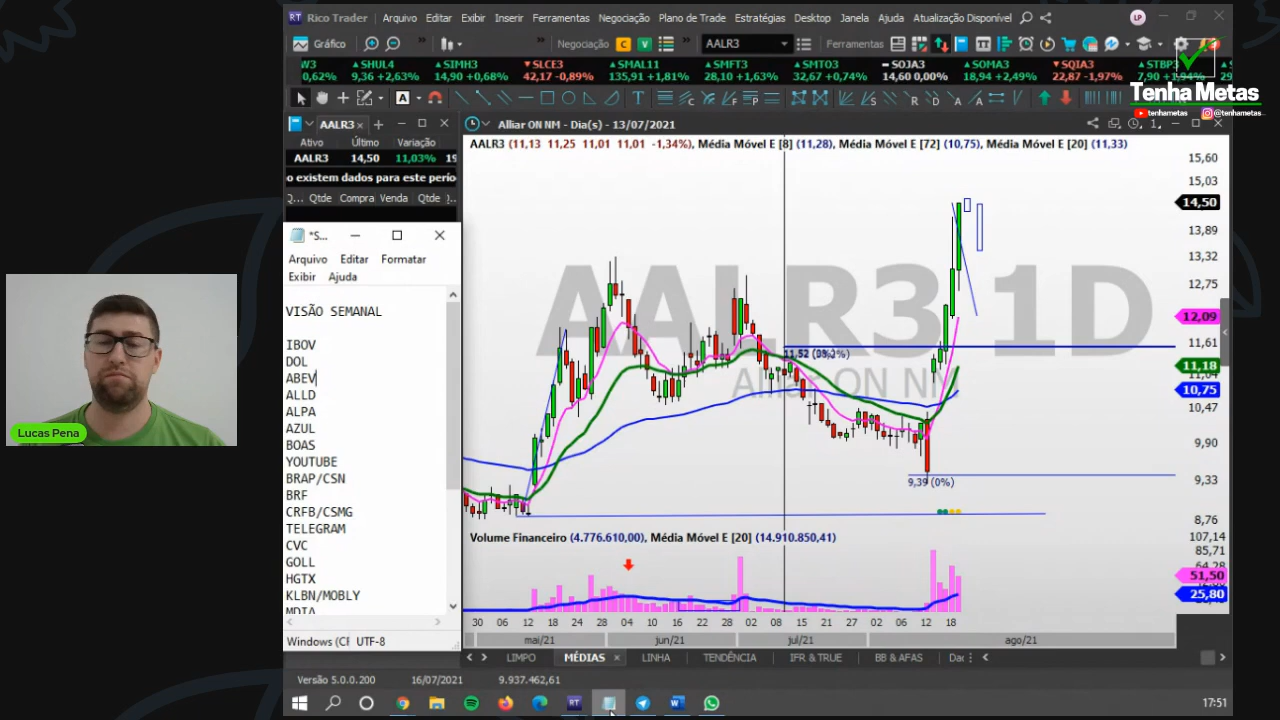 Rico Trader Arquivo Editar Exibir Inserir Ferramentas Negociação Plano de Trade Estratégias Desktop Janela Ajuda Atualização Disponível LP
Gráfico Negociação C V AALR3 Ferramentas
W3 SHUL4 SIMH3 SLCE3 SMAL11 SMFT3 SMTO3 SOJA3 SOMA3 SQIA3 STBP3
0,62% 9,36 +2,63% 14,90 +0,68% 42,17 -0,89% 135,91 +1,81% 28,10 +1,63% 32,67 +0,74% 14,60 0,00% 18,94 +2,49% 22,87 -1,97% 7,90 +1,94%
Tenha Metas
tenhametas @tenhametas_
AALR3
Ativo Último Variação
AALR3 14,50 11,03%
o existem dados para este perío
Q... Qtde Compra Venda Qtde
*S...
Arquivo Editar Formatar
Exibir Ajuda
VISÃO SEMANAL
IBOV
DOL
ABEV
ALLD
ALPA
AZUL
BOAS
YOUTUBE
BRAP/CSN
BRF
CRFB/CSMG
TELEGRAM
CVC
GOLL
HGTX
KLBN/MOBLY
Windows (CF UTF-8
Lucas Pena
Alliar ON NM - Dia(s) - 13/07/2021
AALR3 (11,13 11,25 11,01 11,01 -1,34%), Média Móvel E [8] (11,28), Média Móvel E [72] (10,75), Média Móvel E [20] (11,33)
AALR3 1D
Alliar ON NM
9,39 (0%)
15,60
15,03
14,50
13,89
13,32
12,75
12,09
11,61
11,18
10,75
10,47
9,90
9,33
8,76
Volume Financeiro (4.776.610,00), Média Móvel E [20] (14.910.850,41)
107,14
85,71
64,28
51,50
25,80
30 06 12 18 24 28 04 10 16 22 28 02 08 15 21 27 02 06 12 18
mai/21 jun/21 jul/21 ago/21
LIMPO MÉDIAS LINHA TENDÊNCIA IFR & TRUE BB & AFAS
Versão 5.0.0.200 16/07/2021 9.937.462,61
17:51